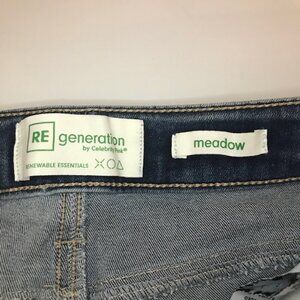 RE generation
by Celebrity Pink®
RENEWABLE ESSENTIALS
meadow